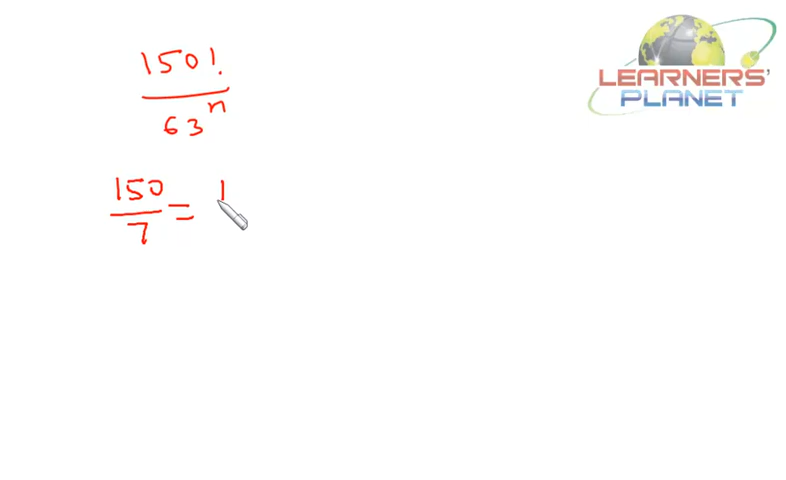 LEARNERS'
PLANET
150!
63^n
150
7
= 1